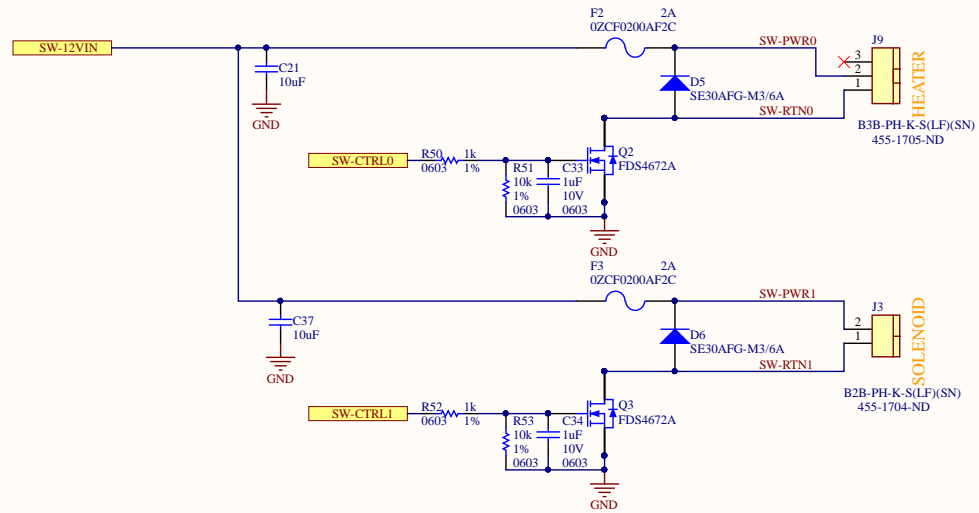 F2
2A
0ZCF0200AF2C
SW-12VIN
SW-PWR0
J9
3
2
1
HEATER
C21
10uF
GND
D5
SE30AFG-M3/6A
SW-RTN0
B3B-PH-K-S(LF)(SN)
455-1705-ND
SW-CTRL0
R50
1k
0603
1%
R51
10k
1%
0603
C33
1uF
10V
0603
Q2
FDS4672A
GND
F3
2A
0ZCF0200AF2C
SW-PWR1
J3
2
1
SOLENOID
C37
10uF
GND
D6
SE30AFG-M3/6A
SW-RTN1
B2B-PH-K-S(LF)(SN)
455-1704-ND
SW-CTRL1
R52
1k
0603
1%
R53
10k
1%
0603
C34
1uF
10V
0603
Q3
FDS4672A
GND